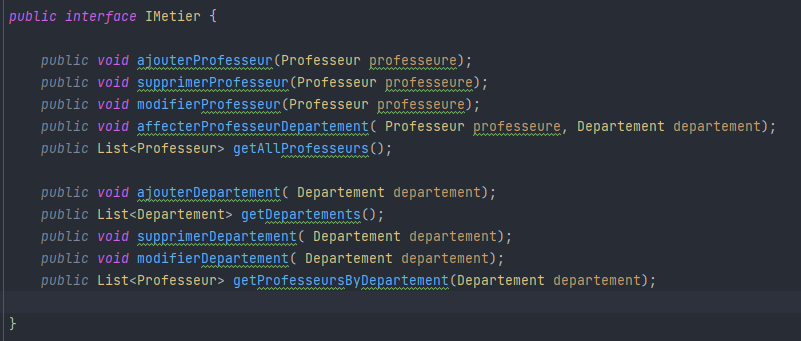 public interface IMetier {
public void ajouterProfesseur(Professeur professeure);
public void supprimerProfesseur(Professeur professeure);
public void modifierProfesseur(Professeur professeure);
public void affecterProfesseurDepartement( Professeur professeure, Departement departement);
public List<Professeur> getAllProfesseurs();
public void ajouterDepartement( Departement departement);
public List<Departement> getDepartements();
public void supprimerDepartement( Departement departement);
public void modifierDepartement( Departement departement);
public List<Professeur> getProfesseursByDepartement(Departement departement);
}